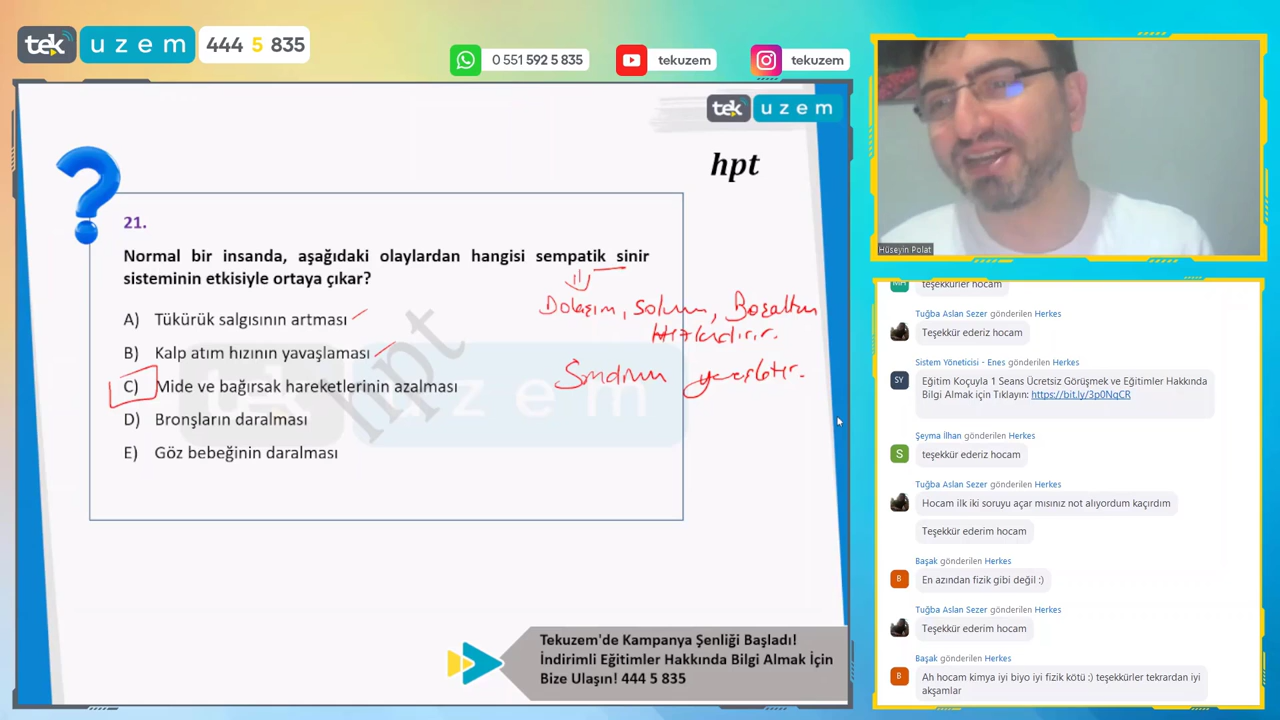 tek uzem 444 5 835
0 551 592 5 835
tekuzem
tekuzem
tek uzem
hpt
21.
Normal bir insanda, aşağıdaki olaylardan hangisi sempatik sinir
sisteminin etkisiyle ortaya çıkar?
A) Tükürük salgısının artması
B) Kalp atım hızının yavaşlaması
C) Mide ve bağırsak hareketlerinin azalması
D) Bronşların daralması
E) Göz bebeğinin daralması
Dolaşım, Solunum, Boşaltım
Hızlandırır.
Sindirim yavaşlatır.
hpt
uzem
Tekuzem'de Kampanya Şenliği Başladı!
İndirimli Eğitimler Hakkında Bilgi Almak İçin
Bize Ulaşın! 444 5 835
Hüseyin Polat
teşekkürler hocam
Tuğba Aslan Sezer gönderilen Herkes
Teşekkür ederiz hocam
Sistem Yöneticisi - Enes gönderilen Herkes
SY
Eğitim Koçuyla 1 Seans Ücretsiz Görüşmek ve Eğitimler Hakkında
Bilgi Almak için Tıklayın: https://bit.ly/3p0NqCR
Şeyma İlhan gönderilen Herkes
S
teşekkür ederiz hocam
Tuğba Aslan Sezer gönderilen Herkes
Hocam ilk iki soruyu açar mısınız not alıyordum kaçırdım
Teşekkür ederim hocam
Başak gönderilen Herkes
B
En azından fizik gibi değil :)
Tuğba Aslan Sezer gönderilen Herkes
Teşekkür ederim hocam
Başak gönderilen Herkes
B
Ah hocam kimya iyi biyo iyi fizik kötü :) teşekkürler tekrardan iyi
akşamlar